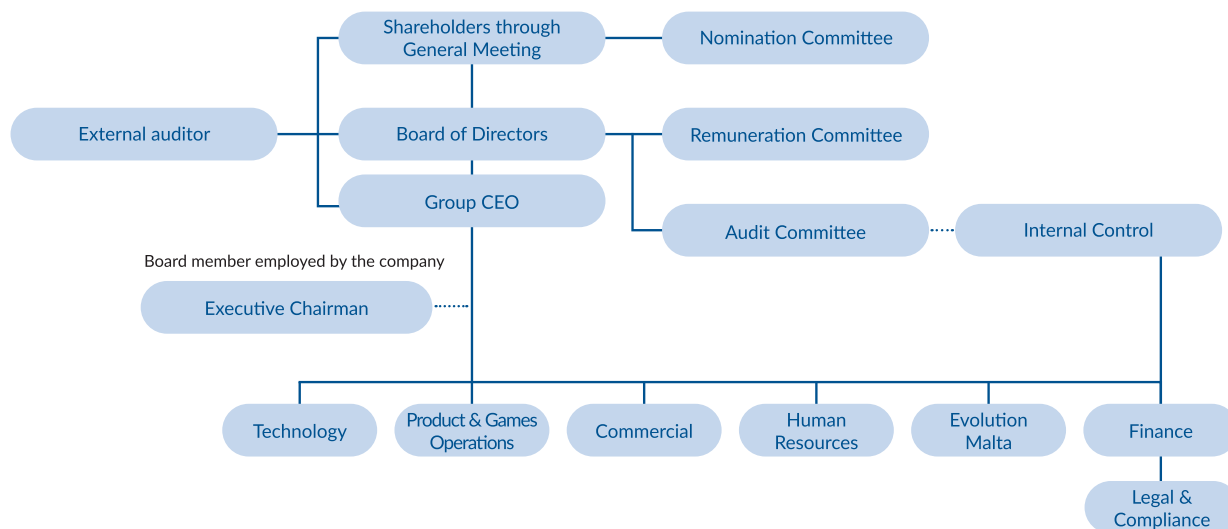 Shareholders through
General Meeting
Nomination Committee
External auditor
Board of Directors
Remuneration Committee
Group CEO
Audit Committee
Internal Control
Board member employed by the company
Executive Chairman
Technology
Product & Games
Operations
Commercial
Human
Resources
Evolution
Malta
Finance
Legal &
Compliance